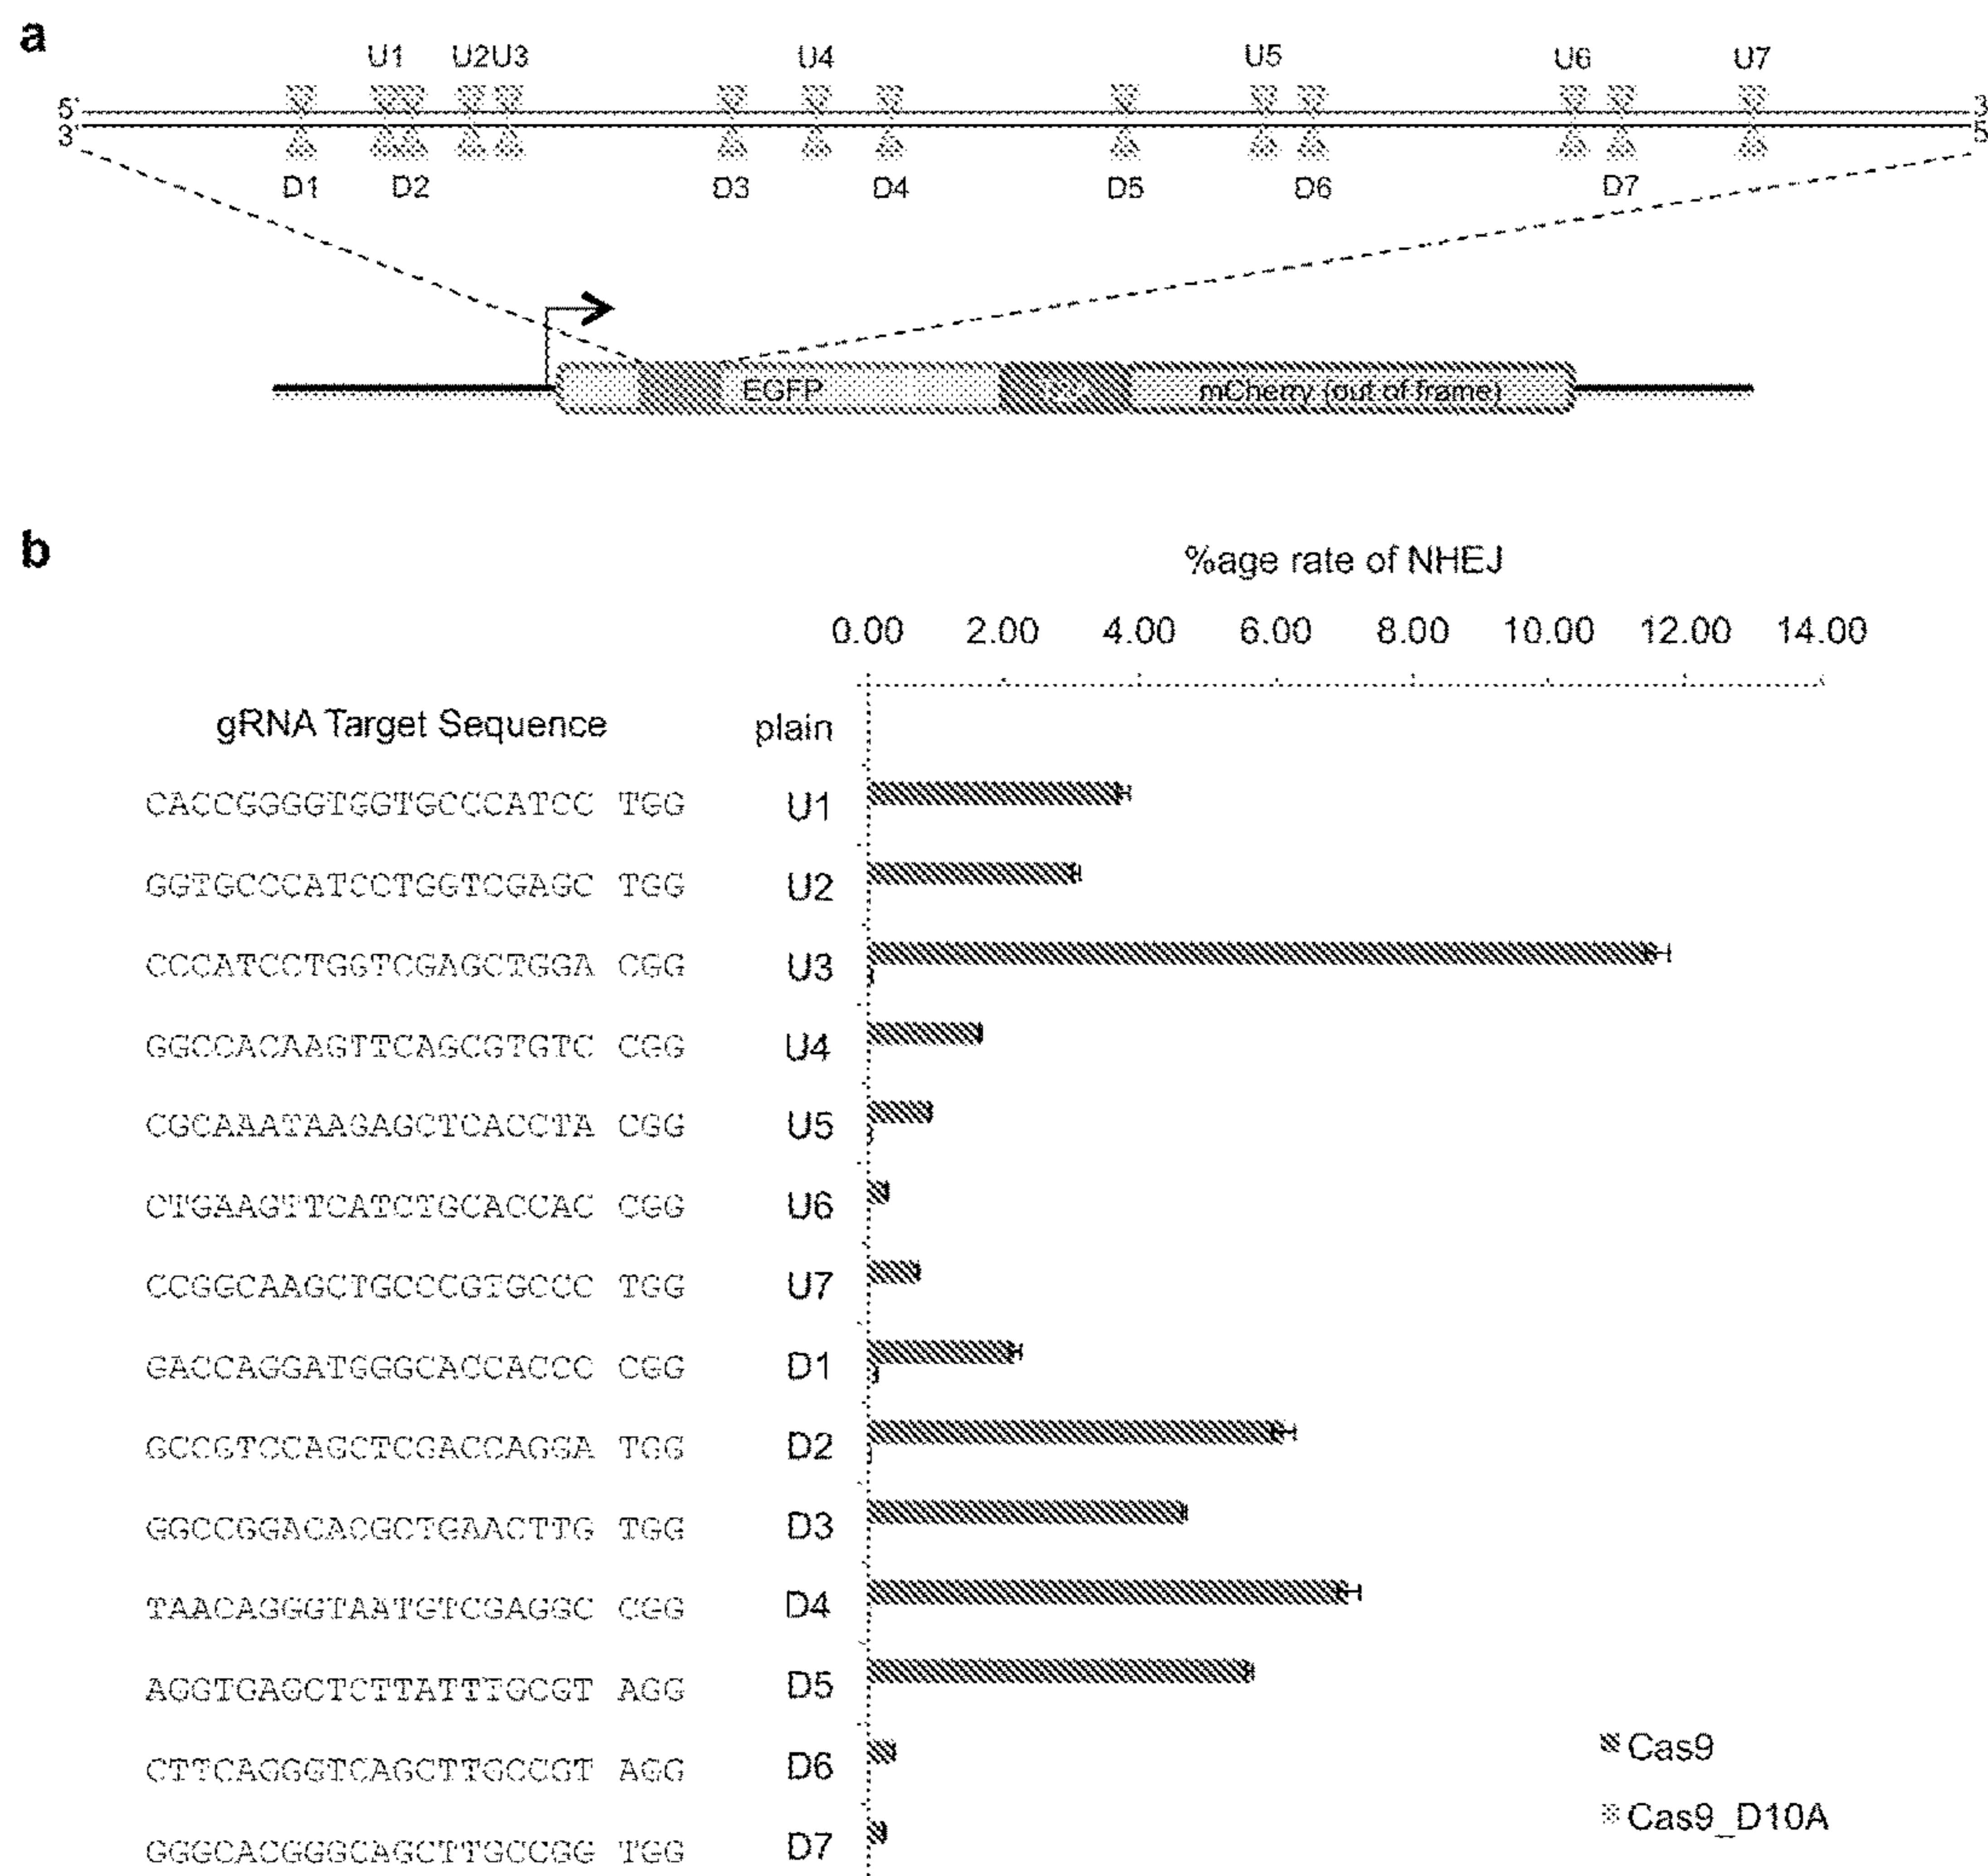 a
U1 U2 U3 U4 U5 U6 U7
5' 3'
3' 5'
D1 D2 D3 D4 D5 D6 D7
EGFP mCherry (out of frame)
b
%age rate of NHEJ
0.00 2.00 4.00 6.00 8.00 10.00 12.00 14.00
gRNA Target Sequence plain
CACCGGGGTGGTGCCCATCC TGG U1
GGTGCCCATCCTGGTCGAGC TGG U2
CCCATCCTGGTCGAGCTGGA CGG U3
GGCCACAAGTTCAGCGTGTC CGG U4
CGCAAATAAGAGCTCACCTA CGG U5
CTGAAGTTCATCTGCACCAC CGG U6
CCGGCAAGCTGCCCGTGCCC TGG U7
GACCAGGATGGGCACCACCC CGG D1
GCCGTCCAGCTCGACCAGGA TGG D2
GGCCGGACACGCTGAACTTG TGG D3
TAACAGGGTAATGTCGAGGC CGG D4
AGGTGAGCTCTTATTTGCGT AGG D5
CTTCAGGGTCAGCTTGCCGT AGG D6
GGGCACGGGCAGCTTGCCGG TGG D7
Cas9
Cas9_D10A